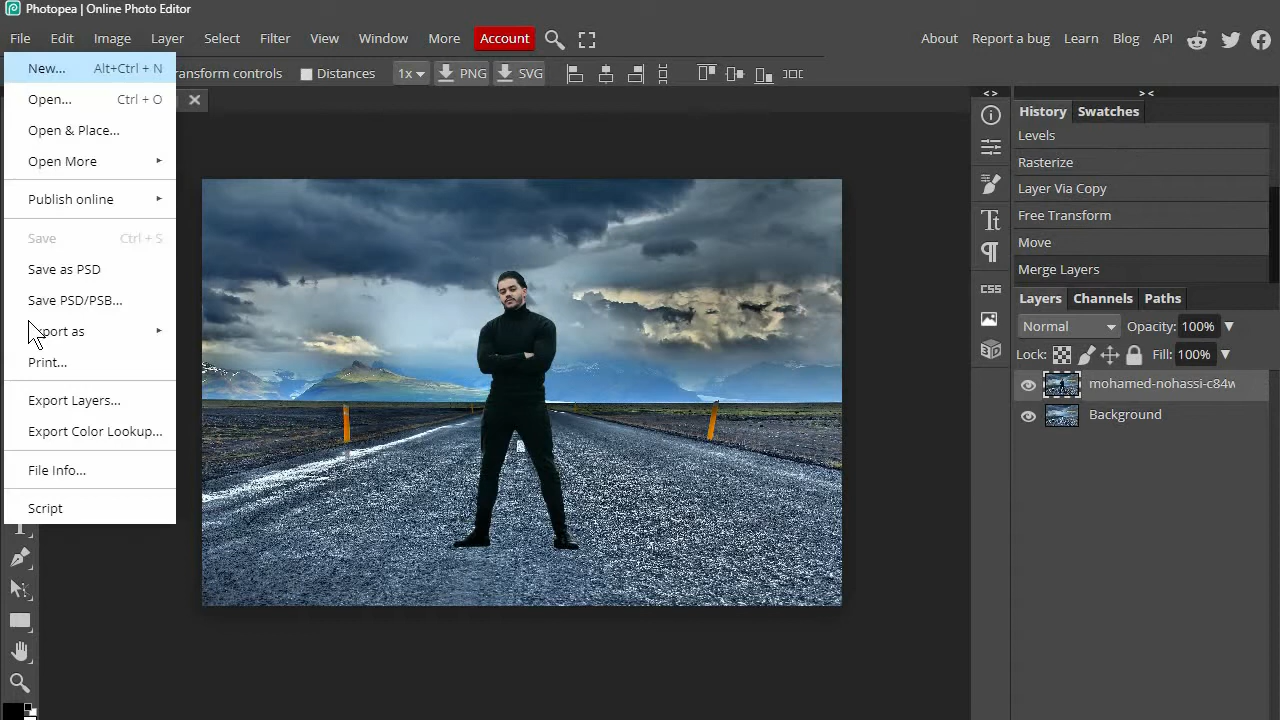 Photopea | Online Photo Editor
File Edit Image Layer Select Filter View Window More Account About Report a bug Learn Blog API
ransform controls Distances 1x PNG SVG
New... Alt+Ctrl + N
Open... Ctrl + O
Open & Place...
Open More
Publish online
Save Ctrl + S
Save as PSD
Save PSD/PSB...
port as
Print...
Export Layers...
Export Color Lookup...
File Info...
Script
< > > <
History Swatches
Levels
Rasterize
Layer Via Copy
Free Transform
Move
Merge Layers
CSS
Layers Channels Paths
Normal Opacity: 100%
Lock: Fill: 100%
mohamed-nohassi-c84w
Background